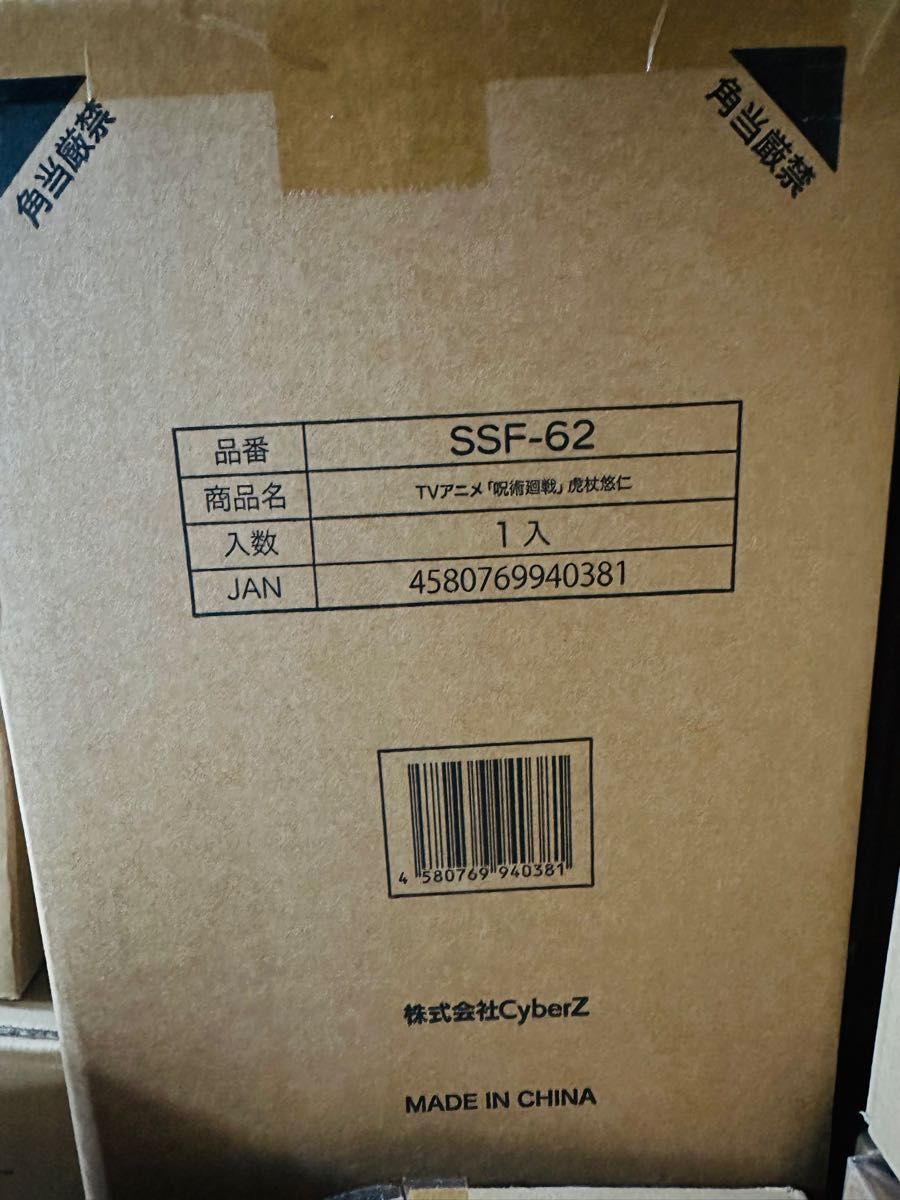 角当厳禁
角当厳禁
品番 SSF-62
商品名 TVアニメ「呪術廻戦」虎杖悠仁
入数 1入
JAN 4580769940381
4 580769 940381
株式会社CyberZ
MADE IN CHINA